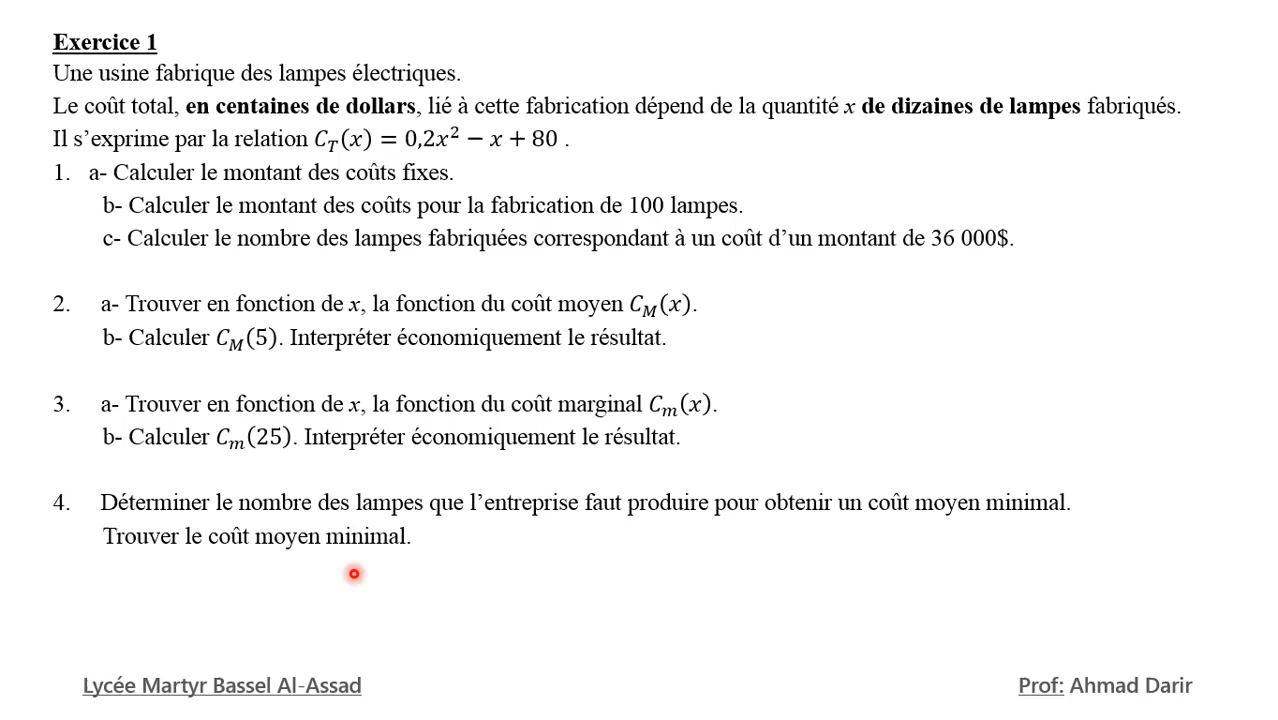 Exercice 1
Une usine fabrique des lampes électriques.
Le coût total, en centaines de dollars, lié à cette fabrication dépend de la quantité x de dizaines de lampes fabriqués.
Il s’exprime par la relation C_T(x) = 0,2x² − x + 80 .
1. a- Calculer le montant des coûts fixes.
b- Calculer le montant des coûts pour la fabrication de 100 lampes.
c- Calculer le nombre des lampes fabriquées correspondant à un coût d’un montant de 36 000$.
2. a- Trouver en fonction de x, la fonction du coût moyen C_M(x).
b- Calculer C_M(5). Interpréter économiquement le résultat.
3. a- Trouver en fonction de x, la fonction du coût marginal C_m(x).
b- Calculer C_m(25). Interpréter économiquement le résultat.
4. Déterminer le nombre des lampes que l’entreprise faut produire pour obtenir un coût moyen minimal.
Trouver le coût moyen minimal.
Lycée Martyr Bassel Al-Assad
Prof: Ahmad Darir